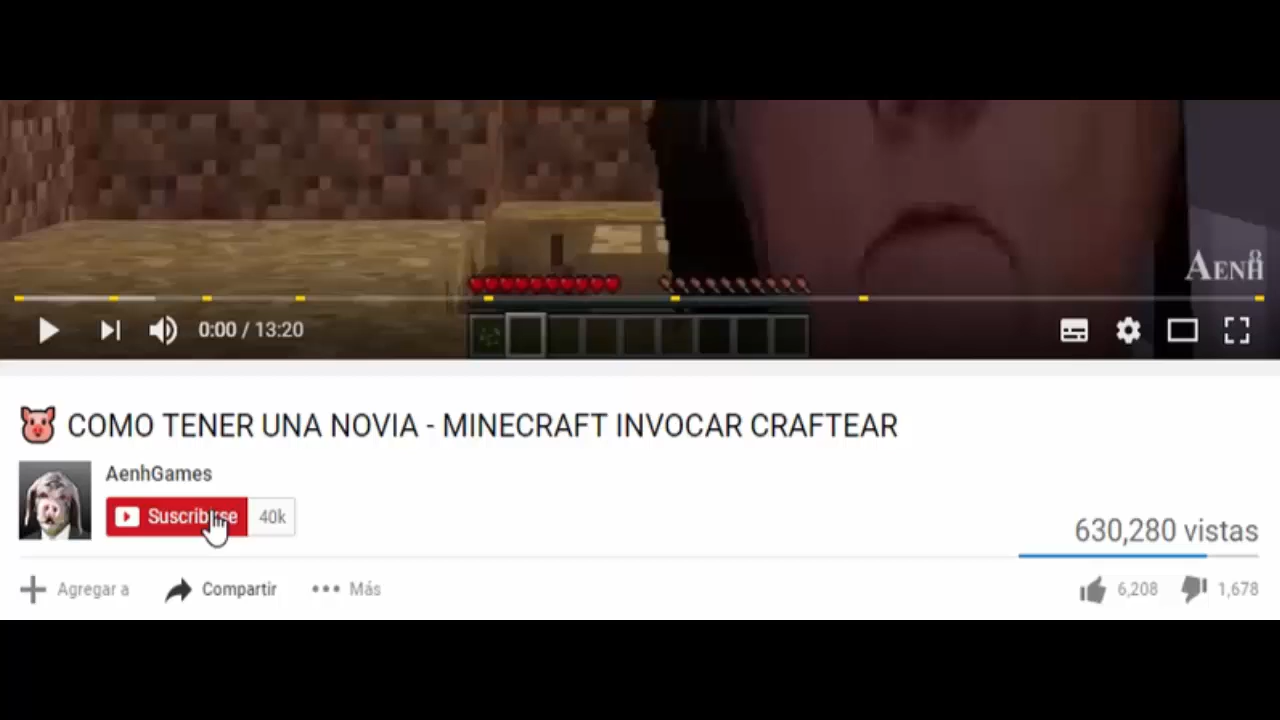 AENH
0:00 / 13:20
COMO TENER UNA NOVIA - MINECRAFT INVOCAR CRAFTEAR
AenhGames
Suscribirse 40k
630,280 vistas
Agregar a Compartir Más
6,208 1,678